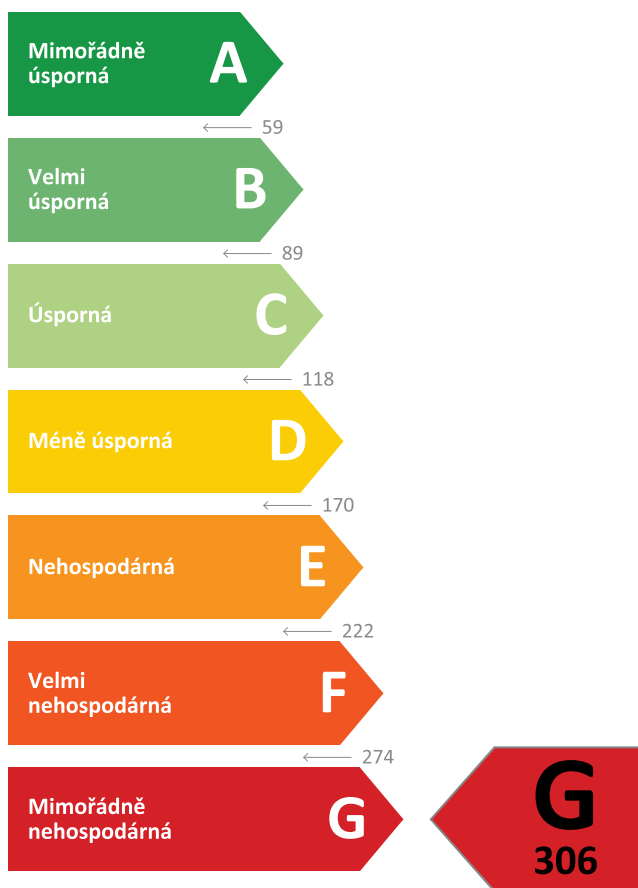 Mimořádně
úsporná
A
59
Velmi
úsporná
B
89
Úsporná
C
118
Méně úsporná
D
170
Nehospodárná
E
222
Velmi
nehospodárná
F
274
Mimořádně
nehospodárná
G
G
306